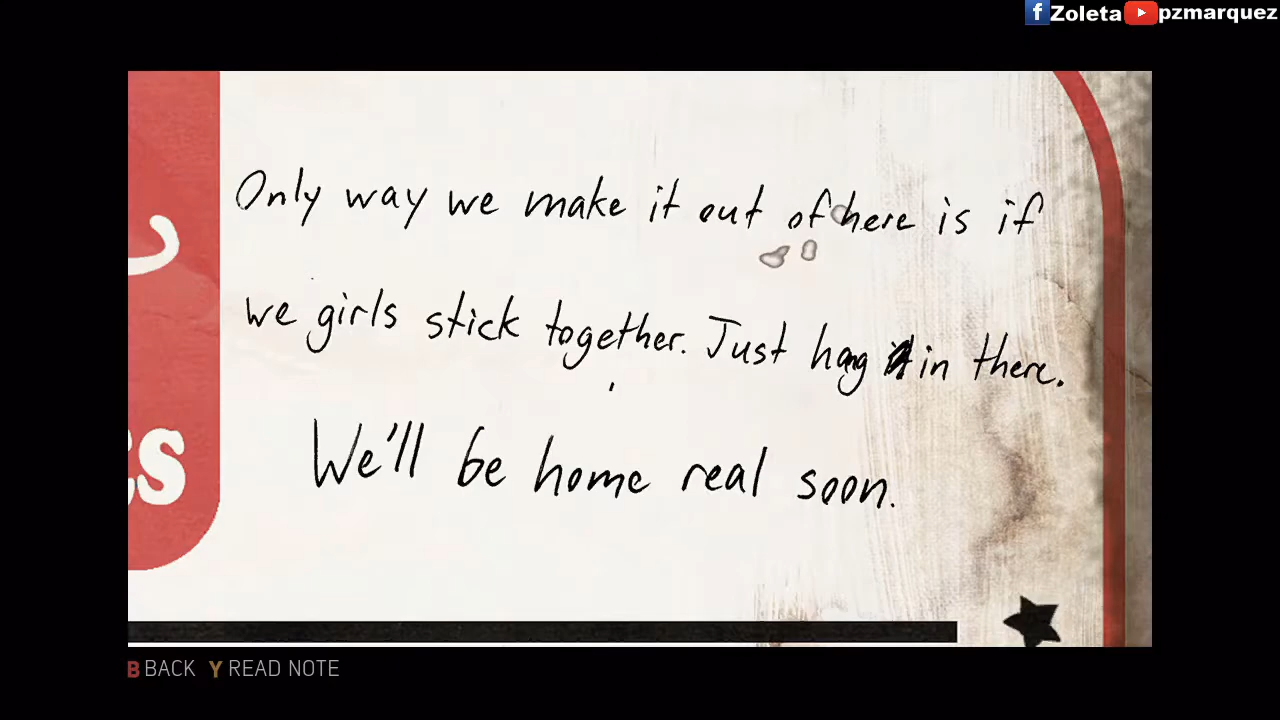 Zoleta pzmarquez
Only way we make it out of here is if
we girls stick together. Just hang in there.
We'll be home real soon.
B BACK Y READ NOTE